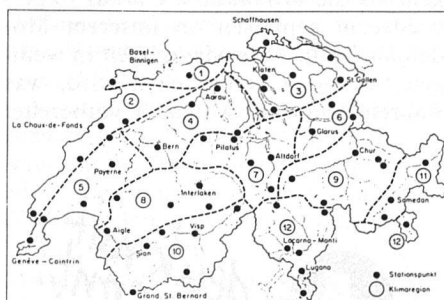 Schaffhausen
Basel-
Binningen
Kloten
St.Gallen
Aarau
La Chaux-de-Fonds
Bern
Pilatus
Glarus
Altdorf
Chur
Payerne
Interlaken
Samedan
Aigle
Visp
Sion
Locarno-Monti
Genève-Cointrin
Lugano
Grand St Bernard
1
2
3
4
5
6
7
8
9
10
11
12
12
Stationspunkt
Klimaregion